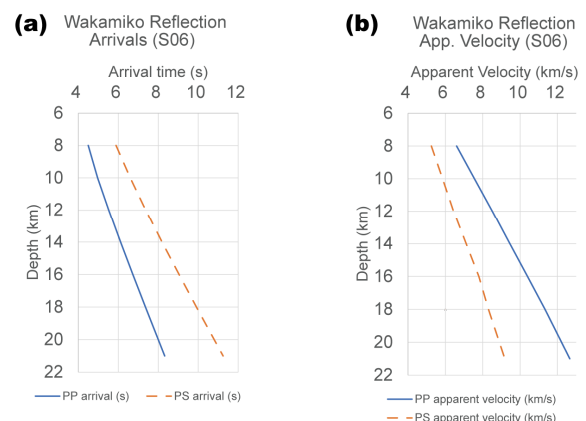 (a) Wakamiko Reflection
Arrivals (S06)
Arrival time (s)
4 6 8 10 12
6
8
10
12
14
16
18
20
22
Depth (km)
PP arrival (s) PS arrival (s)
(b) Wakamiko Reflection
App. Velocity (S06)
Apparent Velocity (km/s)
4 6 8 10 12
6
8
10
12
14
16
18
20
22
Depth (km)
PP apparent velocity (km/s)
PS apparent velocity (km/s)